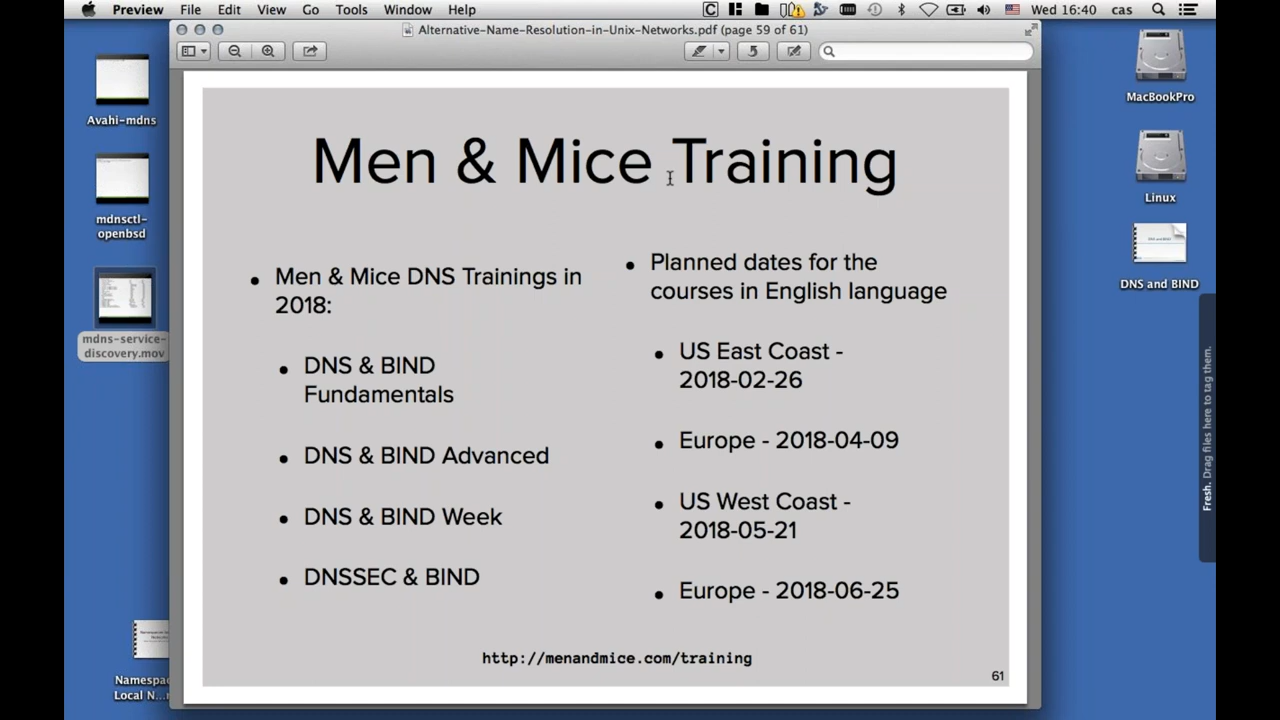 Preview File Edit View Go Tools Window Help Wed 16:40 cas
Alternative-Name-Resolution-in-Unix-Networks.pdf (page 59 of 61)
Men & Mice Training
• Men & Mice DNS Trainings in
2018:
• DNS & BIND
Fundamentals
• DNS & BIND Advanced
• DNS & BIND Week
• DNSSEC & BIND
• Planned dates for the
courses in English language
• US East Coast -
2018-02-26
• Europe - 2018-04-09
• US West Coast -
2018-05-21
• Europe - 2018-06-25
http://menandmice.com/training
61
Avahi-mdns
mdnsctl-
openbsd
mdns-service-
discovery.mov
Namespa
Local N...
MacBookPro
Linux
DNS and BIND
DNS and BIND
Fresh. Drag files here to tag them.